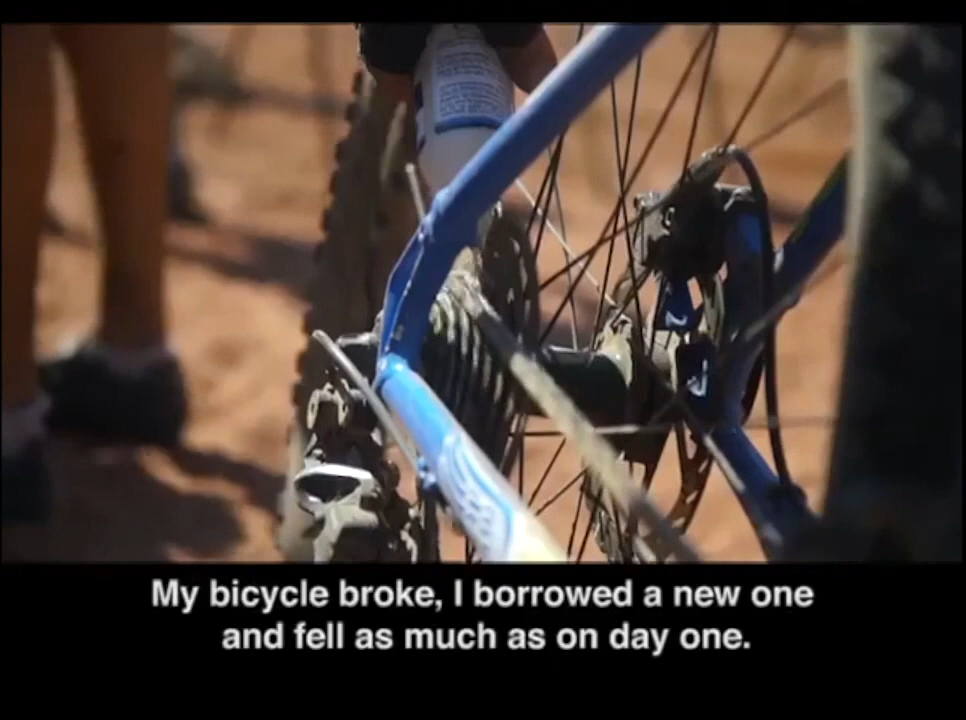 My bicycle broke, I borrowed a new one
and fell as much as on day one.